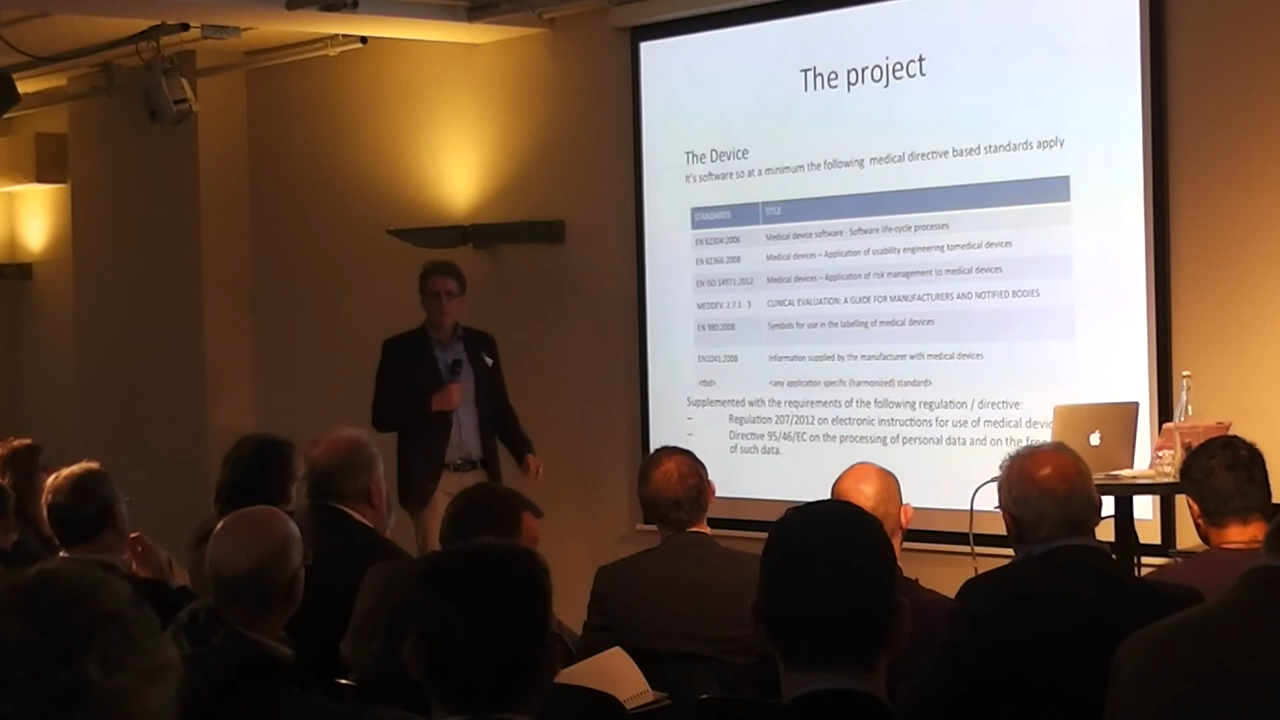 The project
The Device
It's software so at a minimum the following medical directive based standards apply
STANDARDS TITLE
EN 62304:2006 Medical device software - Software life-cycle processes
EN 62366:2008 Medical devices – Application of usability engineering tomedical devices
EN ISO 14971:2012 Medical devices – Application of risk management to medical devices
MEDDEV. 2.7.1 - 3 CLINICAL EVALUATION: A GUIDE FOR MANUFACTURERS AND NOTIFIED BODIES
EN 980:2008 Symbols for use in the labelling of medical devices
EN1041:2008 Information supplied by the manufacturer with medical devices
<tbd> <any application specific (harmonized) standard>
Supplemented with the requirements of the following regulation / directive:
– Regulation 207/2012 on electronic instructions for use of medical devic
– Directive 95/46/EC on the processing of personal data and on the free
of such data.